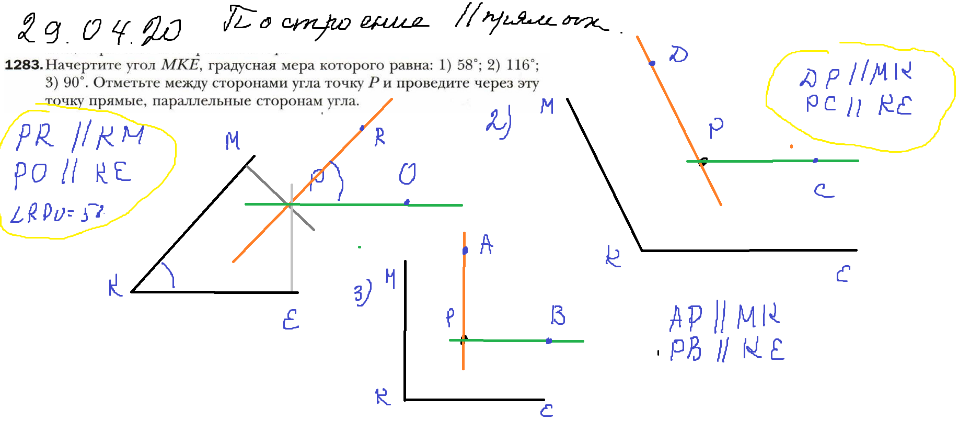 29.04.20 Построение // прямых.
1283. Начертите угол MKE, градусная мера которого равна: 1) 58°; 2) 116°;
3) 90°. Отметьте между сторонами угла точку P и проведите через эту
точку прямые, параллельные сторонам угла.
PR // KM
PO // KE
∠RPO = 58
M
K
E
P
R
O
2)
M
K
E
D
P
C
DP // MK
PC // KE
3)
M
K
E
A
P
B
AP // MK
PB // KE